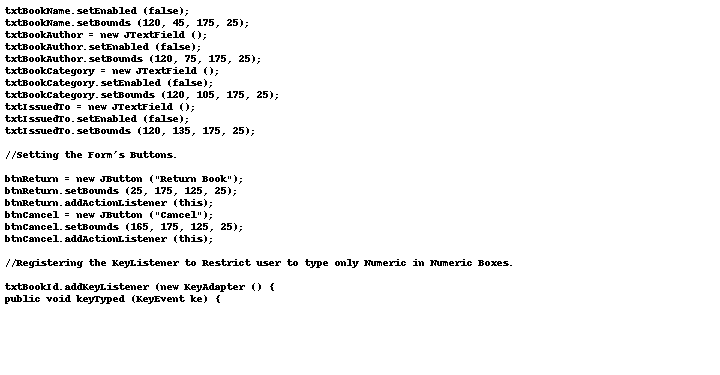 txtBookName.setEnabled (false);
txtBookName.setBounds (120, 45, 175, 25);
txtBookAuthor = new JTextField ();
txtBookAuthor.setEnabled (false);
txtBookAuthor.setBounds (120, 75, 175, 25);
txtBookCategory = new JTextField ();
txtBookCategory.setEnabled (false);
txtBookCategory.setBounds (120, 105, 175, 25);
txtIssuedTo = new JTextField ();
txtIssuedTo.setEnabled (false);
txtIssuedTo.setBounds (120, 135, 175, 25);
//Setting the Form's Buttons.
btnReturn = new JButton ("Return Book");
btnReturn.setBounds (25, 175, 125, 25);
btnReturn.addActionListener (this);
btnCancel = new JButton ("Cancel");
btnCancel.setBounds (165, 175, 125, 25);
btnCancel.addActionListener (this);
//Registering the KeyListener to Restrict user to type only Numeric in Numeric Boxes.
txtBookId.addKeyListener (new KeyAdapter () {
public void keyTyped (KeyEvent ke) {